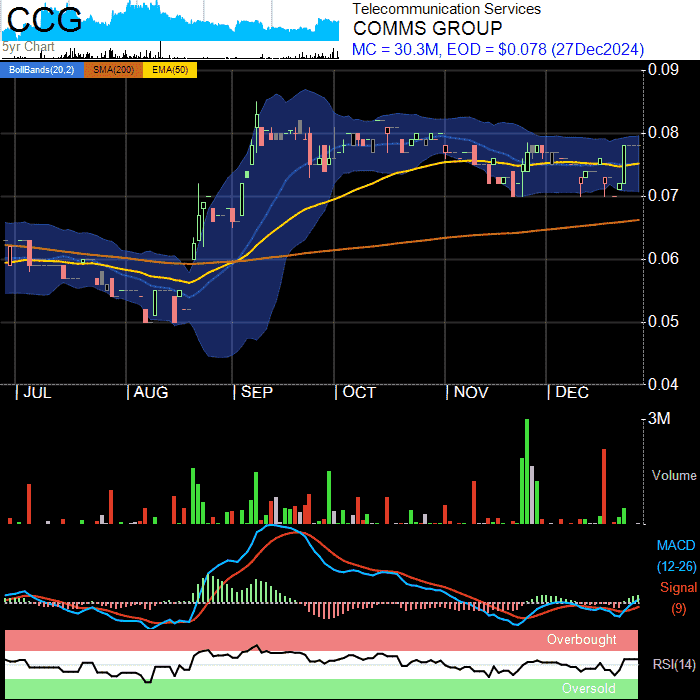 CCG
5yr Chart
Telecommunication Services
COMMS GROUP
MC = 30.3M, EOD = $0.078 (27Dec2024)
BollBands(20,2) SMA(200) EMA(50)
0.09
0.08
0.07
0.06
0.05
0.04
JUL AUG SEP OCT NOV DEC
3M
Volume
MACD
(12-26)
Signal
(9)
Overbought
RSI(14)
Oversold